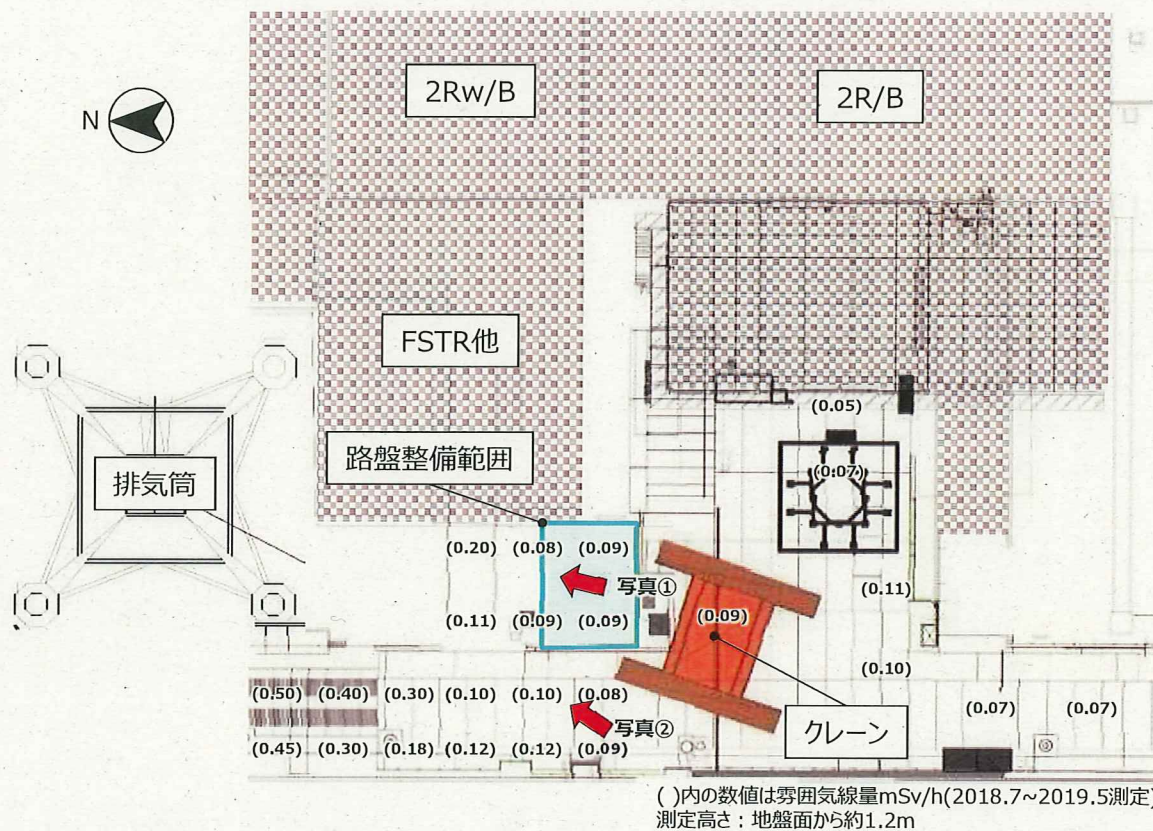 2Rw/B
2R/B
N
FSTR他
路盤整備範囲
排気筒
(0.05)
(0.07)
(0.20) (0.08) (0.09)
写真①
(0.11)
(0.11) (0.09) (0.09)
(0.09)
(0.10)
(0.50) (0.40) (0.30) (0.10) (0.10) (0.08)
(0.07) (0.07)
写真②
クレーン
(0.45) (0.30) (0.18) (0.12) (0.12) (0.09)
( )内の数値は雰囲気線量mSv/h(2018.7~2019.5測定)
測定高さ：地盤面から約1.2m